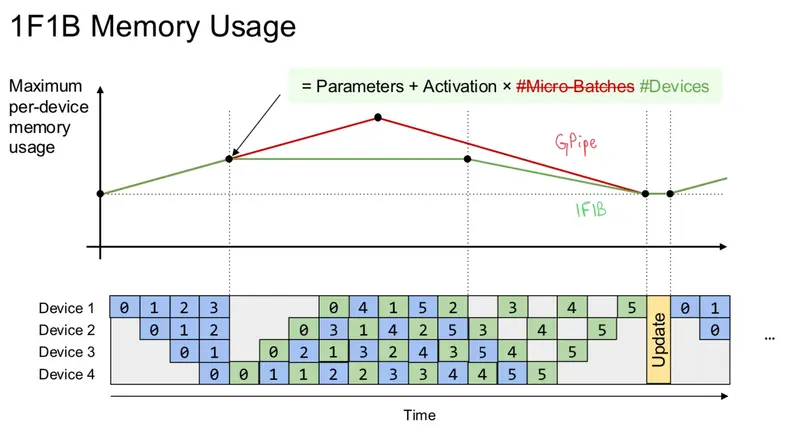 1F1B Memory Usage
Maximum
per-device
memory
usage
= Parameters + Activation × #Micro-Batches #Devices
GPipe
1F1B
Device 1 0 1 2 3 0 4 1 5 2 3 4 5 0 1
Device 2 0 1 2 0 3 1 4 2 5 3 4 5 0
Device 3 0 1 0 2 1 3 2 4 3 5 4 5
Device 4 0 0 1 1 2 2 3 3 4 4 5 5
Update
...
Time